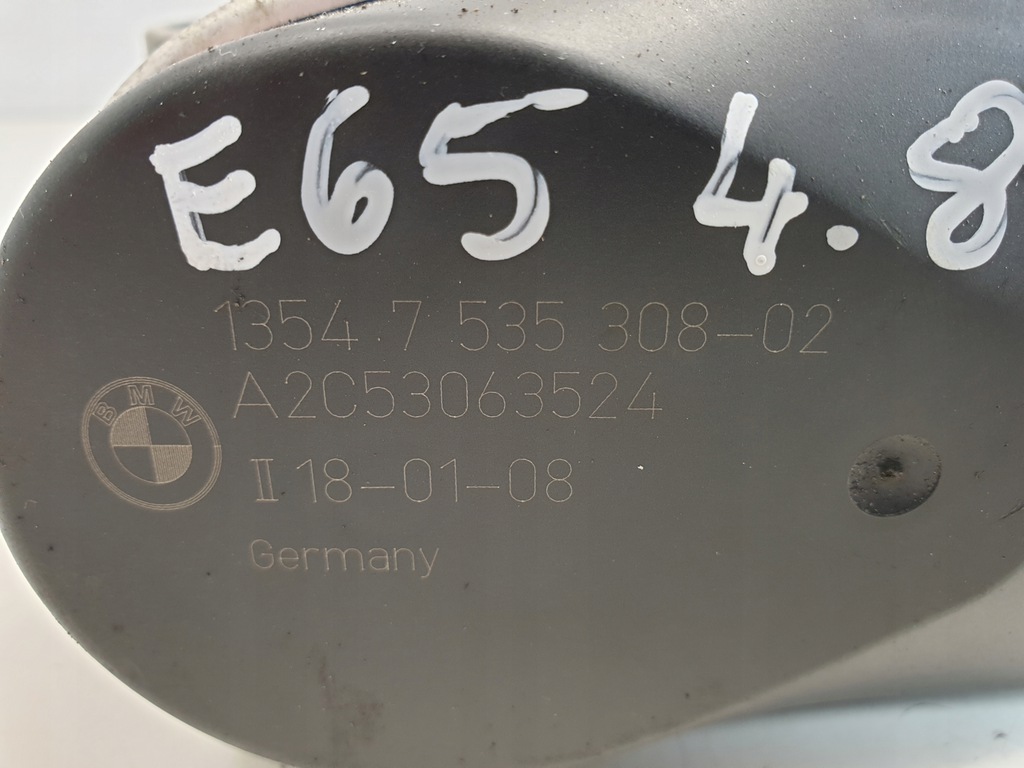 E65 4.8
1354 7 535 308-02
A2C53063524
BMW
II 18-01-08
Germany